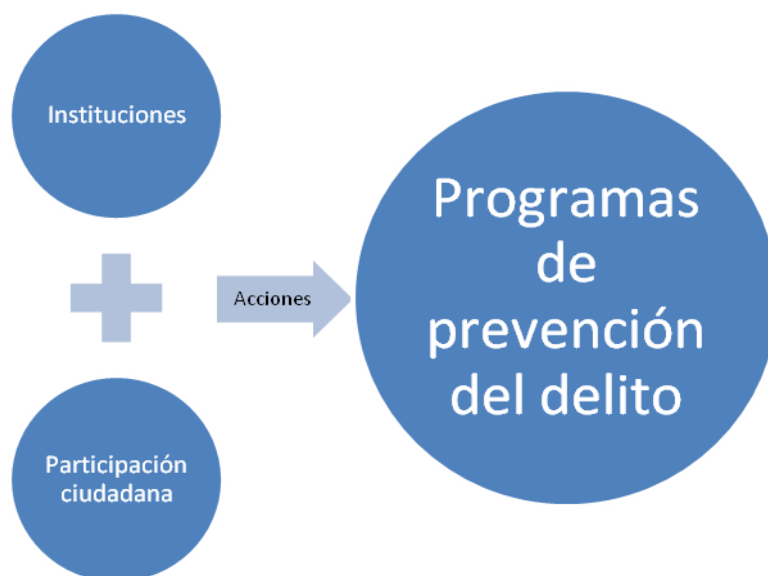 Instituciones
Participación
ciudadana
Acciones
Programas
de
prevención
del delito